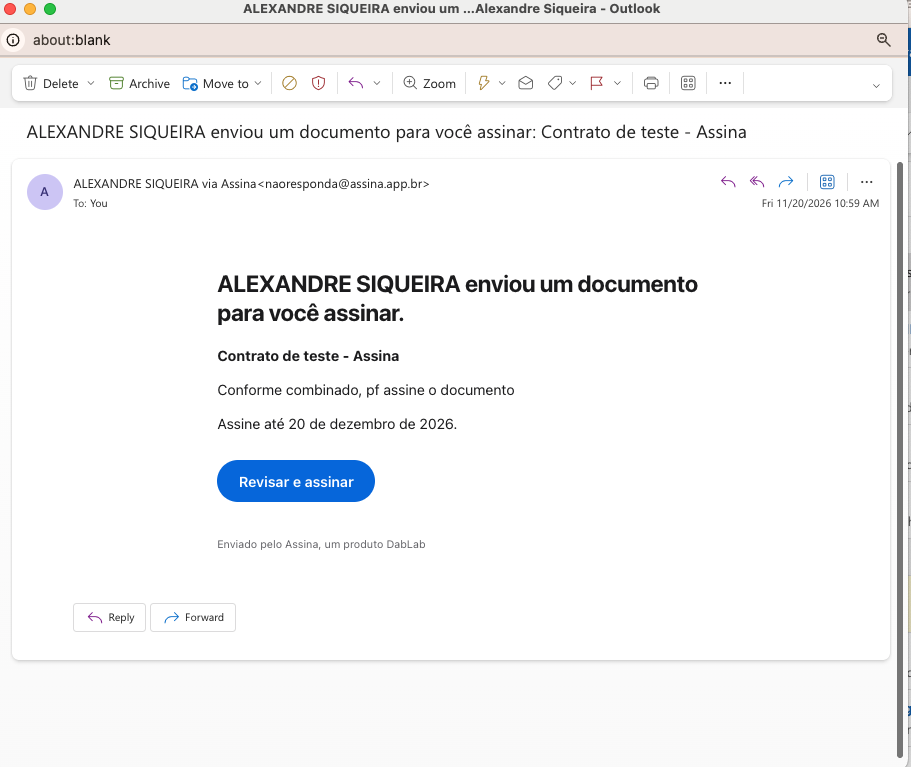 ALEXANDRE SIQUEIRA enviou um ...Alexandre Siqueira - Outlook
about:blank
Delete
Archive
Move to
Zoom
ALEXANDRE SIQUEIRA enviou um documento para você assinar: Contrato de teste - Assina
A
ALEXANDRE SIQUEIRA via Assina<naoresponda@assina.app.br>
To: You
Fri 11/20/2026 10:59 AM
ALEXANDRE SIQUEIRA enviou um documento
para você assinar.
Contrato de teste - Assina
Conforme combinado, pf assine o documento
Assine até 20 de dezembro de 2026.
Revisar e assinar
Enviado pelo Assina, um produto DabLab
Reply
Forward